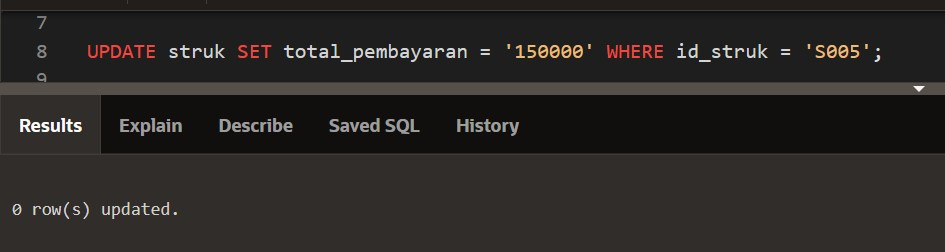 7
8 UPDATE struk SET total_pembayaran = '150000' WHERE id_struk = 'S005';
9
Results Explain Describe Saved SQL History
0 row(s) updated.